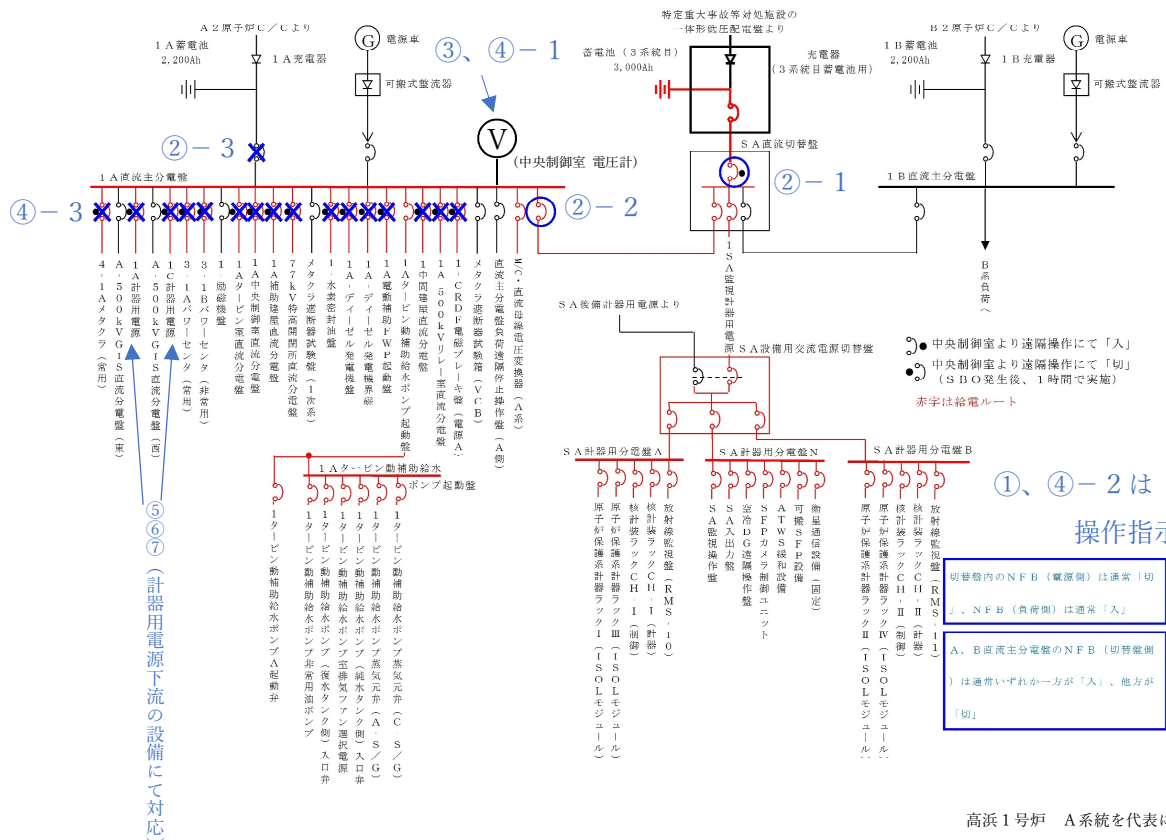 A2原子炉C/Cより
1A蓄電池
2,200Ah
1A充電器
G
電源車
可搬式整流器
③、④－1
V
(中央制御室 電圧計)
特定重大事故等対処施設の
一体形低圧配電盤より
蓄電池（3系統目）
3,000Ah
充電器
(3系統目蓄電池用)
B2原子炉C/Cより
1B蓄電池
2,200Ah
1B充電器
G
電源車
可搬式整流器
②－3
1A直流主分電盤
SA直流切替盤
②－1
1B直流主分電盤
④－3
②－2
4-1Aメタクラ（常用）
A-500kVGIS直流分電盤（東）
1A計器用電源
A-500kVGIS直流分電盤（西）
1C計器用電源
3-1Aパワーセンタ（常用）
3-1Bパワーセンタ（非常用）
1-励磁機盤
1Aタービン室直流分電盤
1A中央制御室直流分電盤
1A補助建屋直流分電盤
77kV特高開閉所直流分電盤
メタクラ遮断器試験盤（1次系）
1-水素密封油盤
1A-ディーゼル発電機盤
1A-ディーゼル発電機界磁
1A電動補助FWP起動盤
1Aタービン動補助給水ポンプ起動盤
1中間建屋直流分電盤
1A-500kVリレー室直流分電盤
1-CRDF電磁ブレーキ盤（電源A）
メタクラ遮断器試験箱（VCB）
直流主分電盤負荷遠隔停止操作盤（A側）
M/C・直流母線電圧変換器（A系）
1SA監視計器用電源
B系負荷へ
SA後備計器用電源より
SA設備用交流電源切替盤
中央制御室より遠隔操作にて「入」
中央制御室より遠隔操作にて「切」
（SBO発生後、1時間で実施）
赤字は給電ルート
1Aタービン動補助給水
ポンプ起動盤
1タービン動補助給水ポンプA起動弁
1タービン動補助給水ポンプ非常用油ポンプ
1タービン動補助給水ポンプ（復水タンク側）入口弁
1タービン動補助給水ポンプ室排気ファン選択電源
1タービン動補助給水ポンプ（純水タンク側）入口弁
1タービン動補助給水ポンプ蒸気元弁（A-S/G）
1タービン動補助給水ポンプ蒸気元弁（C-S/G）
SA計器用分電盤A
原子炉保護系計器ラックⅠ（ISOLモジュール）
原子炉保護系計器ラックⅢ（ISOLモジュール）
核計装ラックCH-Ⅰ（制御）
核計装ラックCH-Ⅰ（計器）
放射線監視盤（RMS-10）
SA計器用分電盤N
SA監視操作盤
SA入出力盤
空冷DG遠隔操作盤
SFPカメラ制御ユニット
ATWS緩和設備
可搬SFP設備
衛星通信設備（固定）
SA計器用分電盤B
原子炉保護系計器ラックⅡ（ISOLモジュール）
原子炉保護系計器ラックⅣ（ISOLモジュール）
核計装ラックCH-Ⅱ（制御）
核計装ラックCH-Ⅱ（計器）
放射線監視盤（RMS-11）
⑤⑥⑦（計器用電源下流の設備にて対応）
①、④－2は
操作指示
切替盤内のNFB（電源側）は通常「切
」、NFB（負荷側）は通常「入」
A，B直流主分電盤のNFB（切替盤側
）は通常いずれか一方が「入」、他方が
「切」
高浜1号炉　A系統を代表に